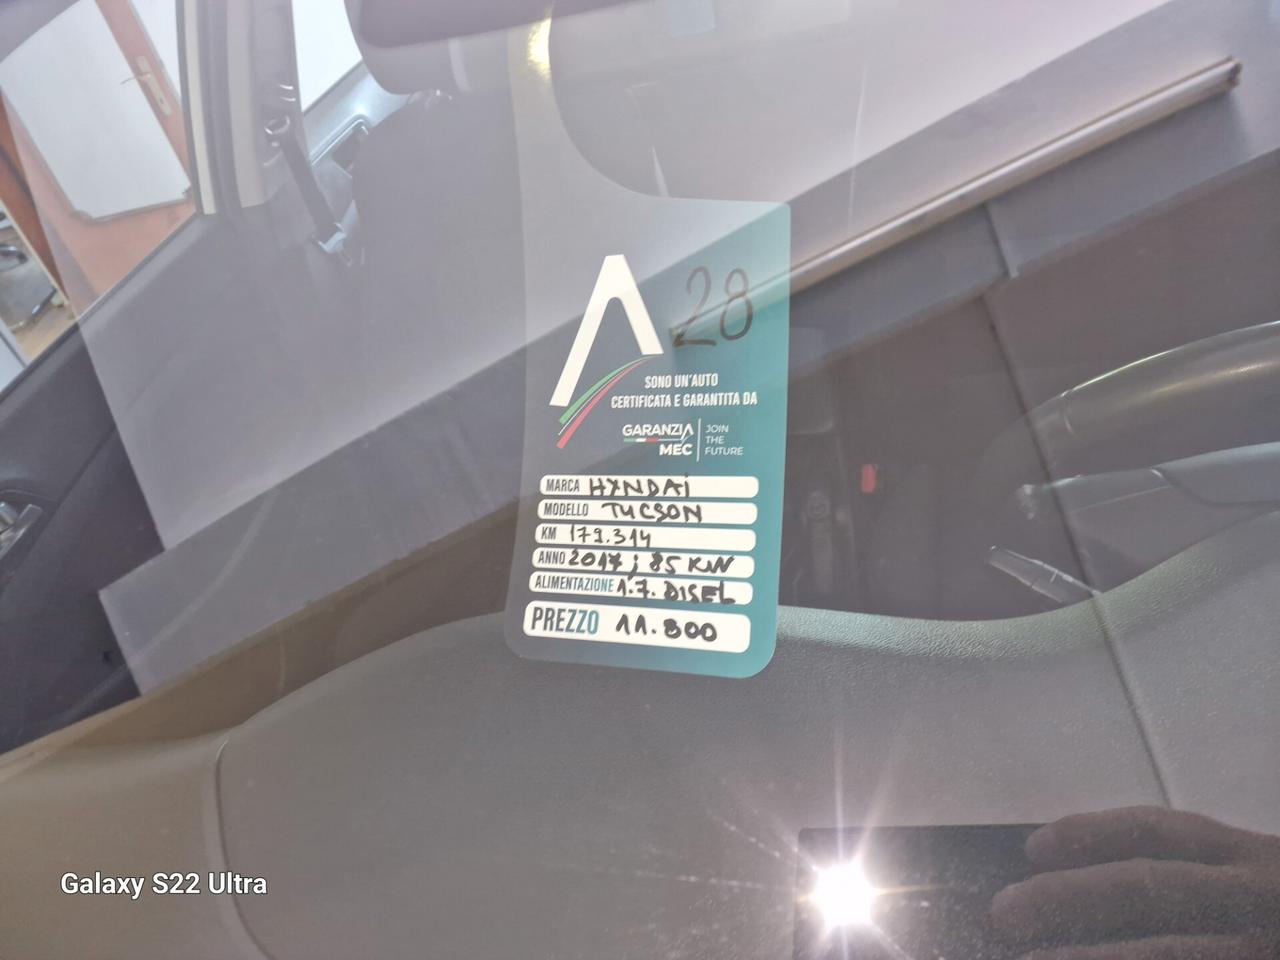 28
SONO UN'AUTO
CERTIFICATA E GARANTITA DA
GARANZIA
MEC
JOIN
THE
FUTURE
MARCA HYNDAi
MODELLO TUCSON
KM 179.314
ANNO 2017; 85 KW
ALIMENTAZIONE 1.7. DISEL
PREZZO 11.800
Galaxy S22 Ultra